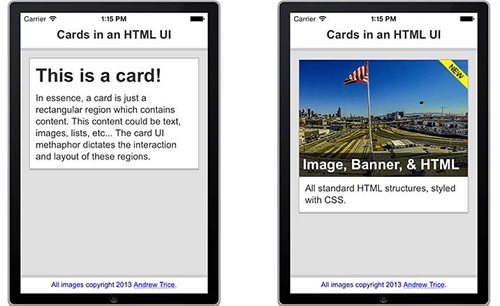 Carrier 1:15 PM
Cards in an HTML UI
This is a card!
In essence, a card is just a
rectangular region which contains
content. This content could be text,
images, lists, etc... The card UI
methaphor dictates the interaction
and layout of these regions.
All images copyright 2013 Andrew Trice.
Carrier 1:15 PM
Cards in an HTML UI
NEW
Image, Banner, & HTML
All standard HTML structures, styled
with CSS.
All images copyright 2013 Andrew Trice.